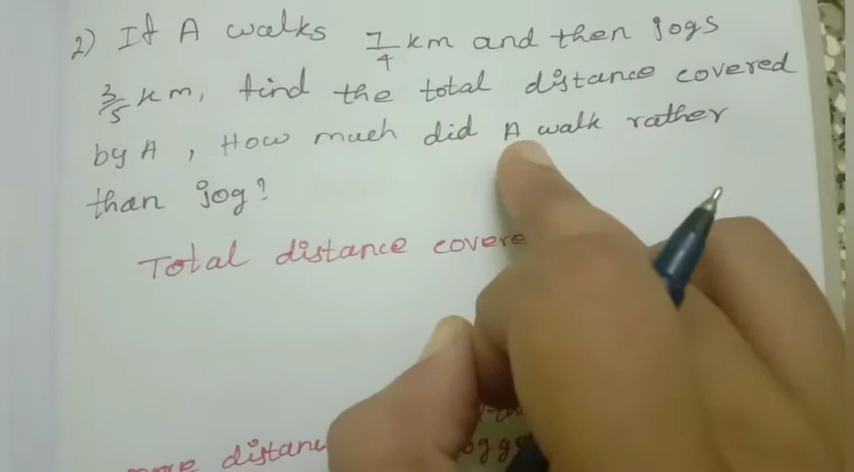 2) If A walks 7/4 km and then jogs
3/5 km, find the total distance covered
by A, How much did A walk rather
than jog?
Total distance covere
more distanc